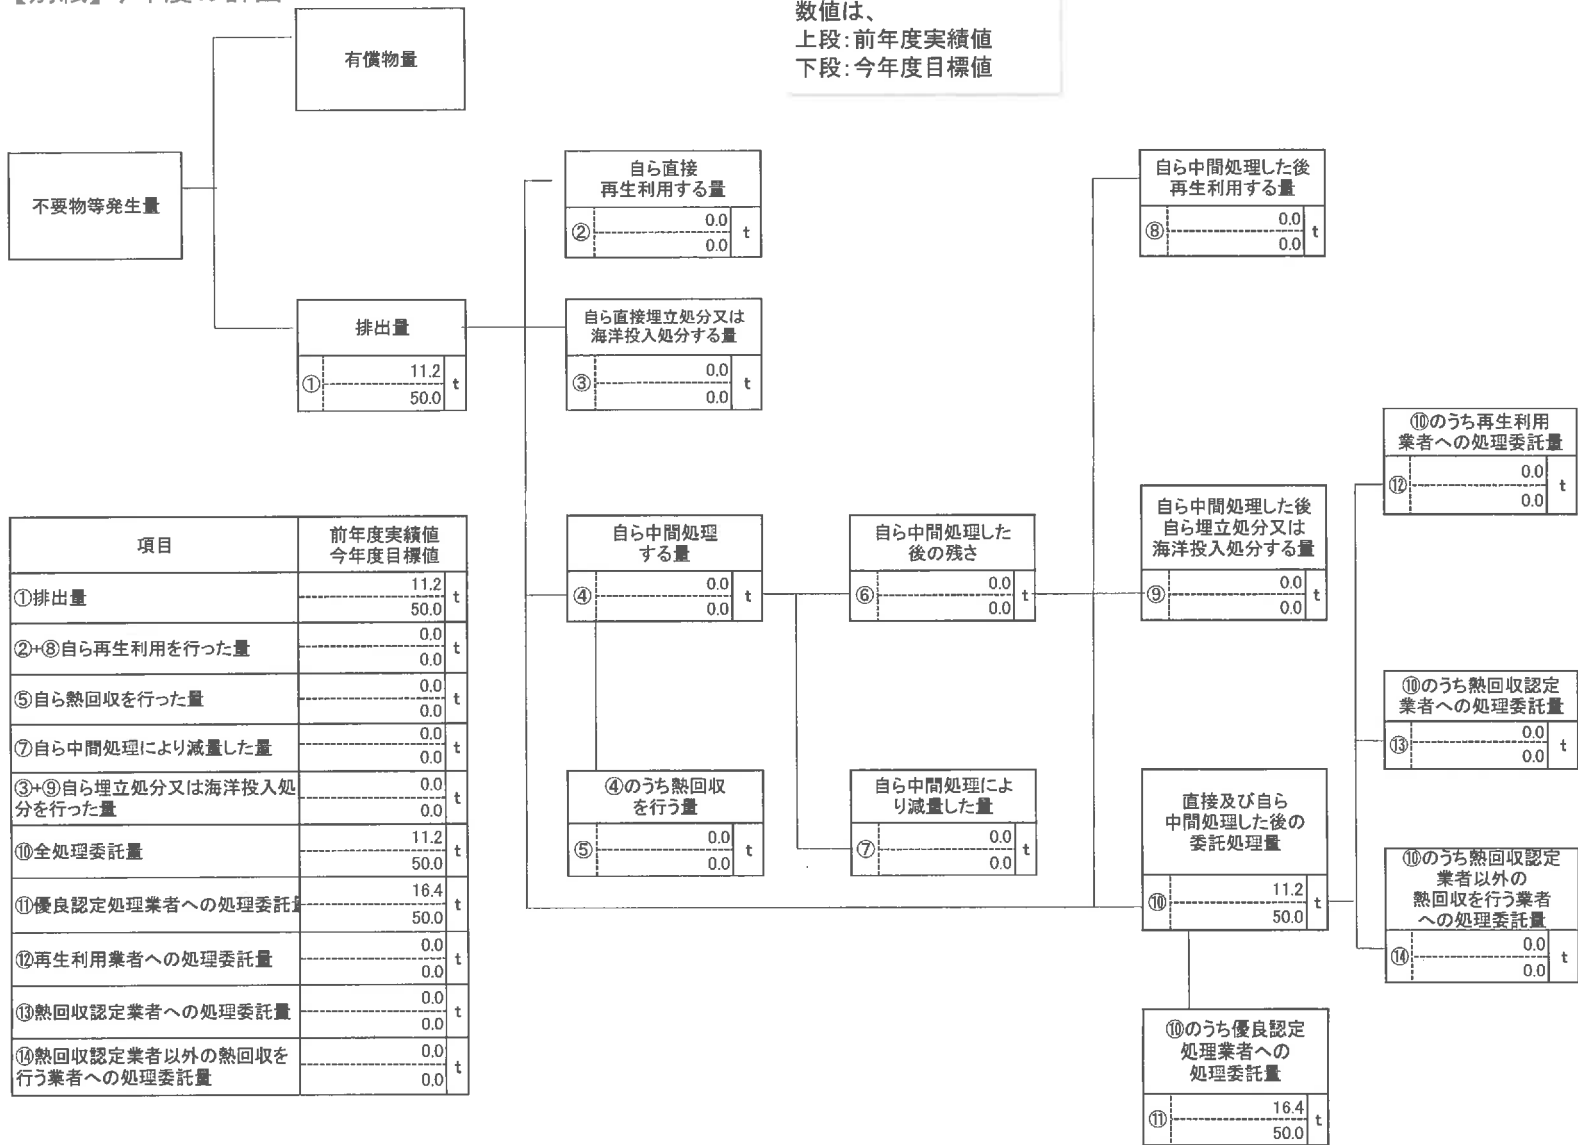 数値は、
上段：前年度実績値
下段：今年度目標値
有償物量
不要物等発生量
排出量
①
11.2
50.0
t
自ら直接
再生利用する量
②
0.0
0.0
t
自ら直接埋立処分又は
海洋投入処分する量
③
0.0
0.0
t
自ら中間処理した後
再生利用する量
⑧
0.0
0.0
t
自ら中間処理
する量
④
0.0
0.0
t
自ら中間処理した
後の残さ
⑥
0.0
0.0
t
自ら中間処理した後
自ら埋立処分又は
海洋投入処分する量
⑨
0.0
0.0
t
④のうち熱回収
を行う量
⑤
0.0
0.0
t
自ら中間処理によ
り減量した量
⑦
0.0
0.0
t
直接及び自ら
中間処理した後の
委託処理量
⑩
11.2
50.0
t
⑩のうち優良認定
処理業者への
処理委託量
⑪
16.4
50.0
t
⑩のうち再生利用
業者への処理委託量
⑫
0.0
0.0
t
⑩のうち熱回収認定
業者への処理委託量
⑬
0.0
0.0
t
⑩のうち熱回収認定
業者以外の
熱回収を行う業者
への処理委託量
⑭
0.0
0.0
t
項目
前年度実績値
今年度目標値
①排出量
11.2
50.0
t
②+⑧自ら再生利用を行った量
0.0
0.0
t
⑤自ら熱回収を行った量
0.0
0.0
t
⑦自ら中間処理により減量した量
0.0
0.0
t
③+⑨自ら埋立処分又は海洋投入処
分を行った量
0.0
0.0
t
⑩全処理委託量
11.2
50.0
t
⑪優良認定処理業者への処理委託
16.4
50.0
t
⑫再生利用業者への処理委託量
0.0
0.0
t
⑬熱回収認定業者への処理委託量
0.0
0.0
t
⑭熱回収認定業者以外の熱回収を
行う業者への処理委託量
0.0
0.0
t